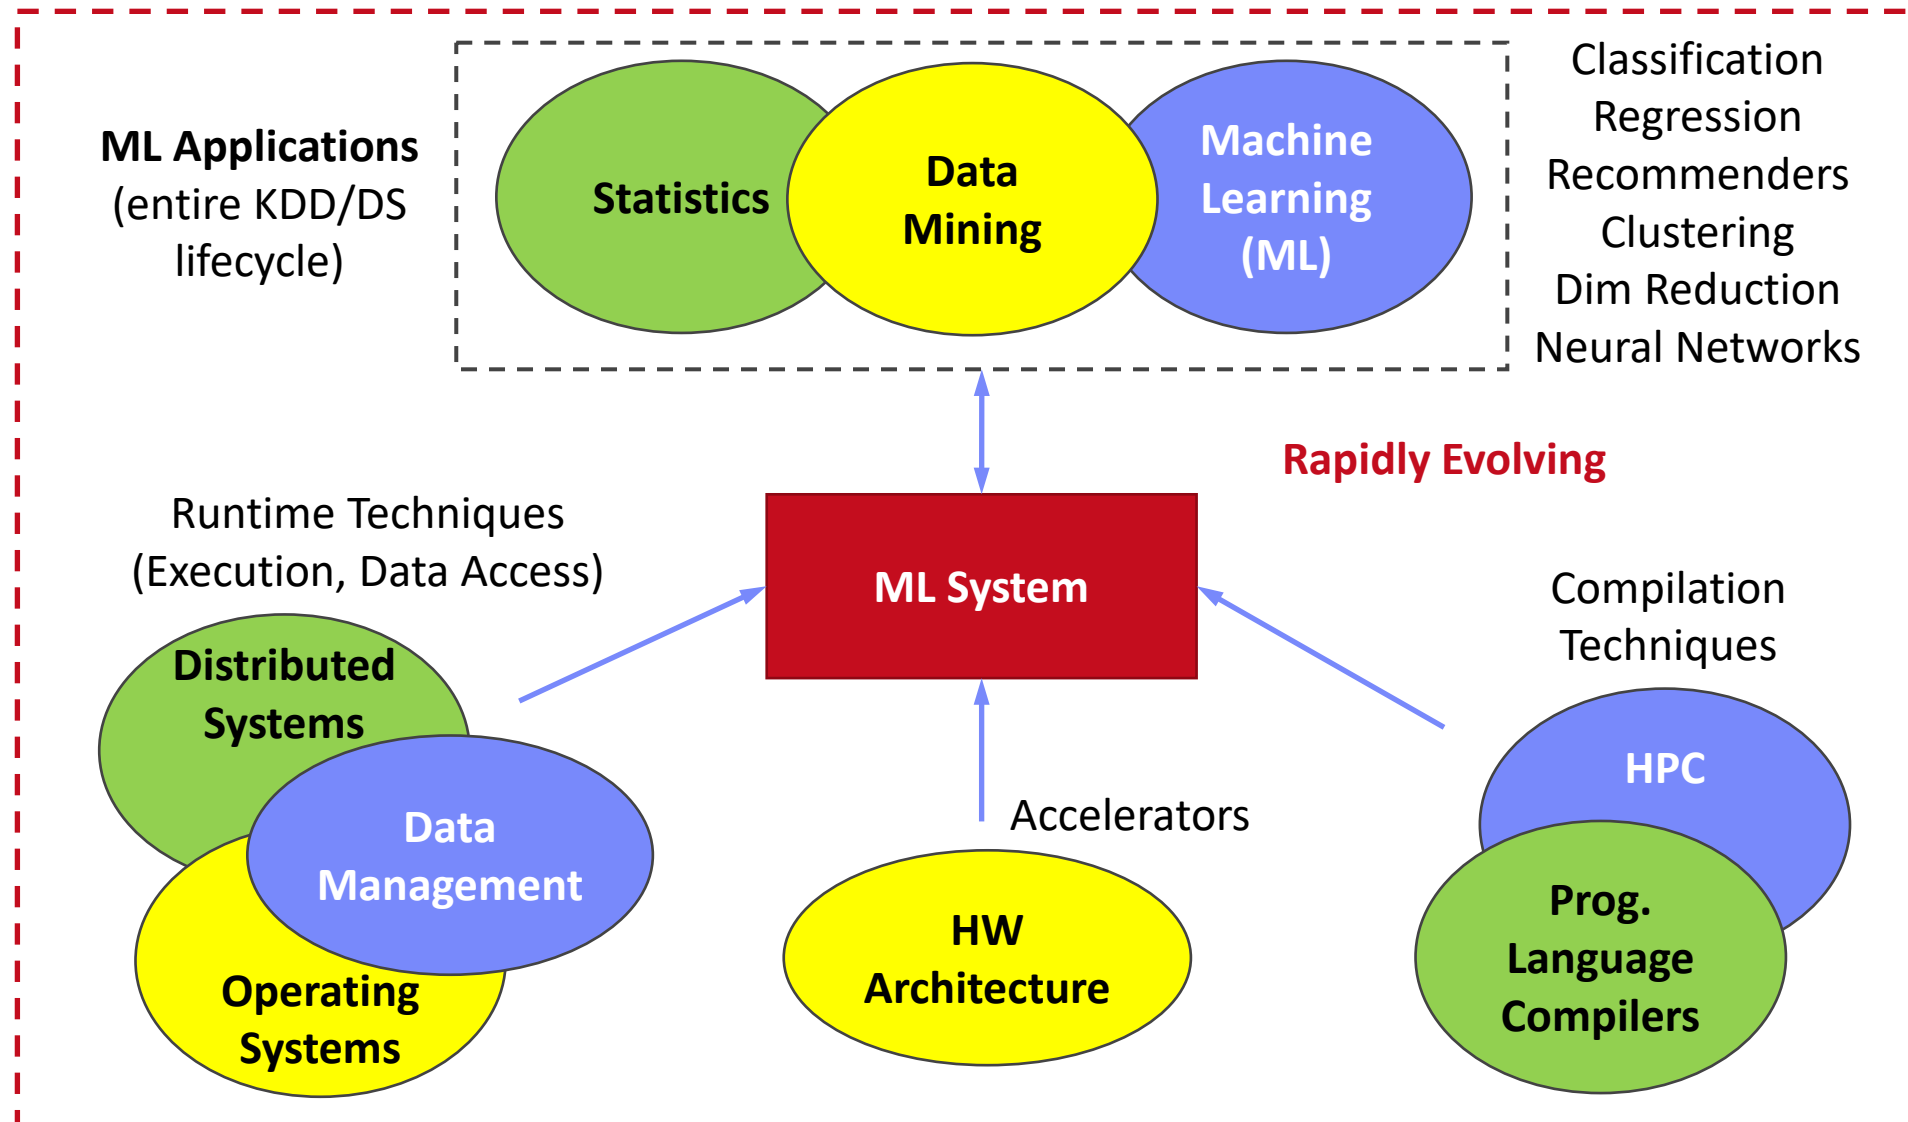 ML Applications
(entire KDD/DS
lifecycle)
Statistics
Data
Mining
Machine
Learning
(ML)
Classification
Regression
Recommenders
Clustering
Dim Reduction
Neural Networks
Rapidly Evolving
Runtime Techniques
(Execution, Data Access)
ML System
Compilation
Techniques
Distributed
Systems
Data
Management
Operating
Systems
Accelerators
HW
Architecture
HPC
Prog.
Language
Compilers